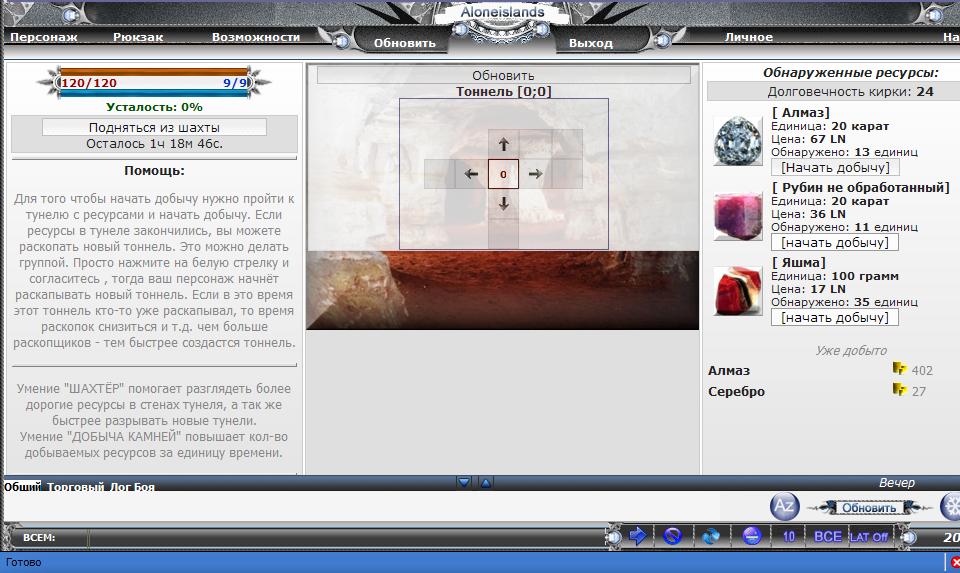 Aloneislands
Персонаж Рюкзак Возможности Обновить Выход Личное На
120/120 9/9
Усталость: 0%
Подняться из шахты
Осталось 1ч 18м 46с.
Помощь:
Для того чтобы начать добычу нужно пройти к
тунелю с ресурсами и начать добычу. Если
ресурсы в тунеле закончились, вы можете
раскопать новый тоннель. Это можно делать
группой. Просто нажмите на белую стрелку и
согласитесь , тогда ваш персонаж начнёт
раскапывать новый тоннель. Если в это время
этот тоннель кто-то уже раскапывал, то время
раскопок снизиться и т.д. чем больше
раскопщиков - тем быстрее создастся тоннель.
Умение "ШАХТЁР" помогает разглядеть более
дорогие ресурсы в стенах тунеля, а так же
быстрее разрывать новые тунели.
Умение "ДОБЫЧА КАМНЕЙ" повышает кол-во
добываемых ресурсов за единицу времени.
Обновить
Тоннель [0;0]
0
Обнаруженные ресурсы:
Долговечность кирки: 24
[ Алмаз]
Единица: 20 карат
Цена: 67 LN
Обнаружено: 13 единиц
[Начать добычу]
[ Рубин не обработанный]
Единица: 20 карат
Цена: 36 LN
Обнаружено: 11 единиц
[начать добычу]
[ Яшма]
Единица: 100 грамм
Цена: 17 LN
Обнаружено: 35 единиц
[начать добычу]
Уже добыто
Алмаз 402
Серебро 27
Общий Торговый Лог Боя Вечер
AZ Обновить
ВСЕМ: 10 ВСЕ LAT Off 20
Готово